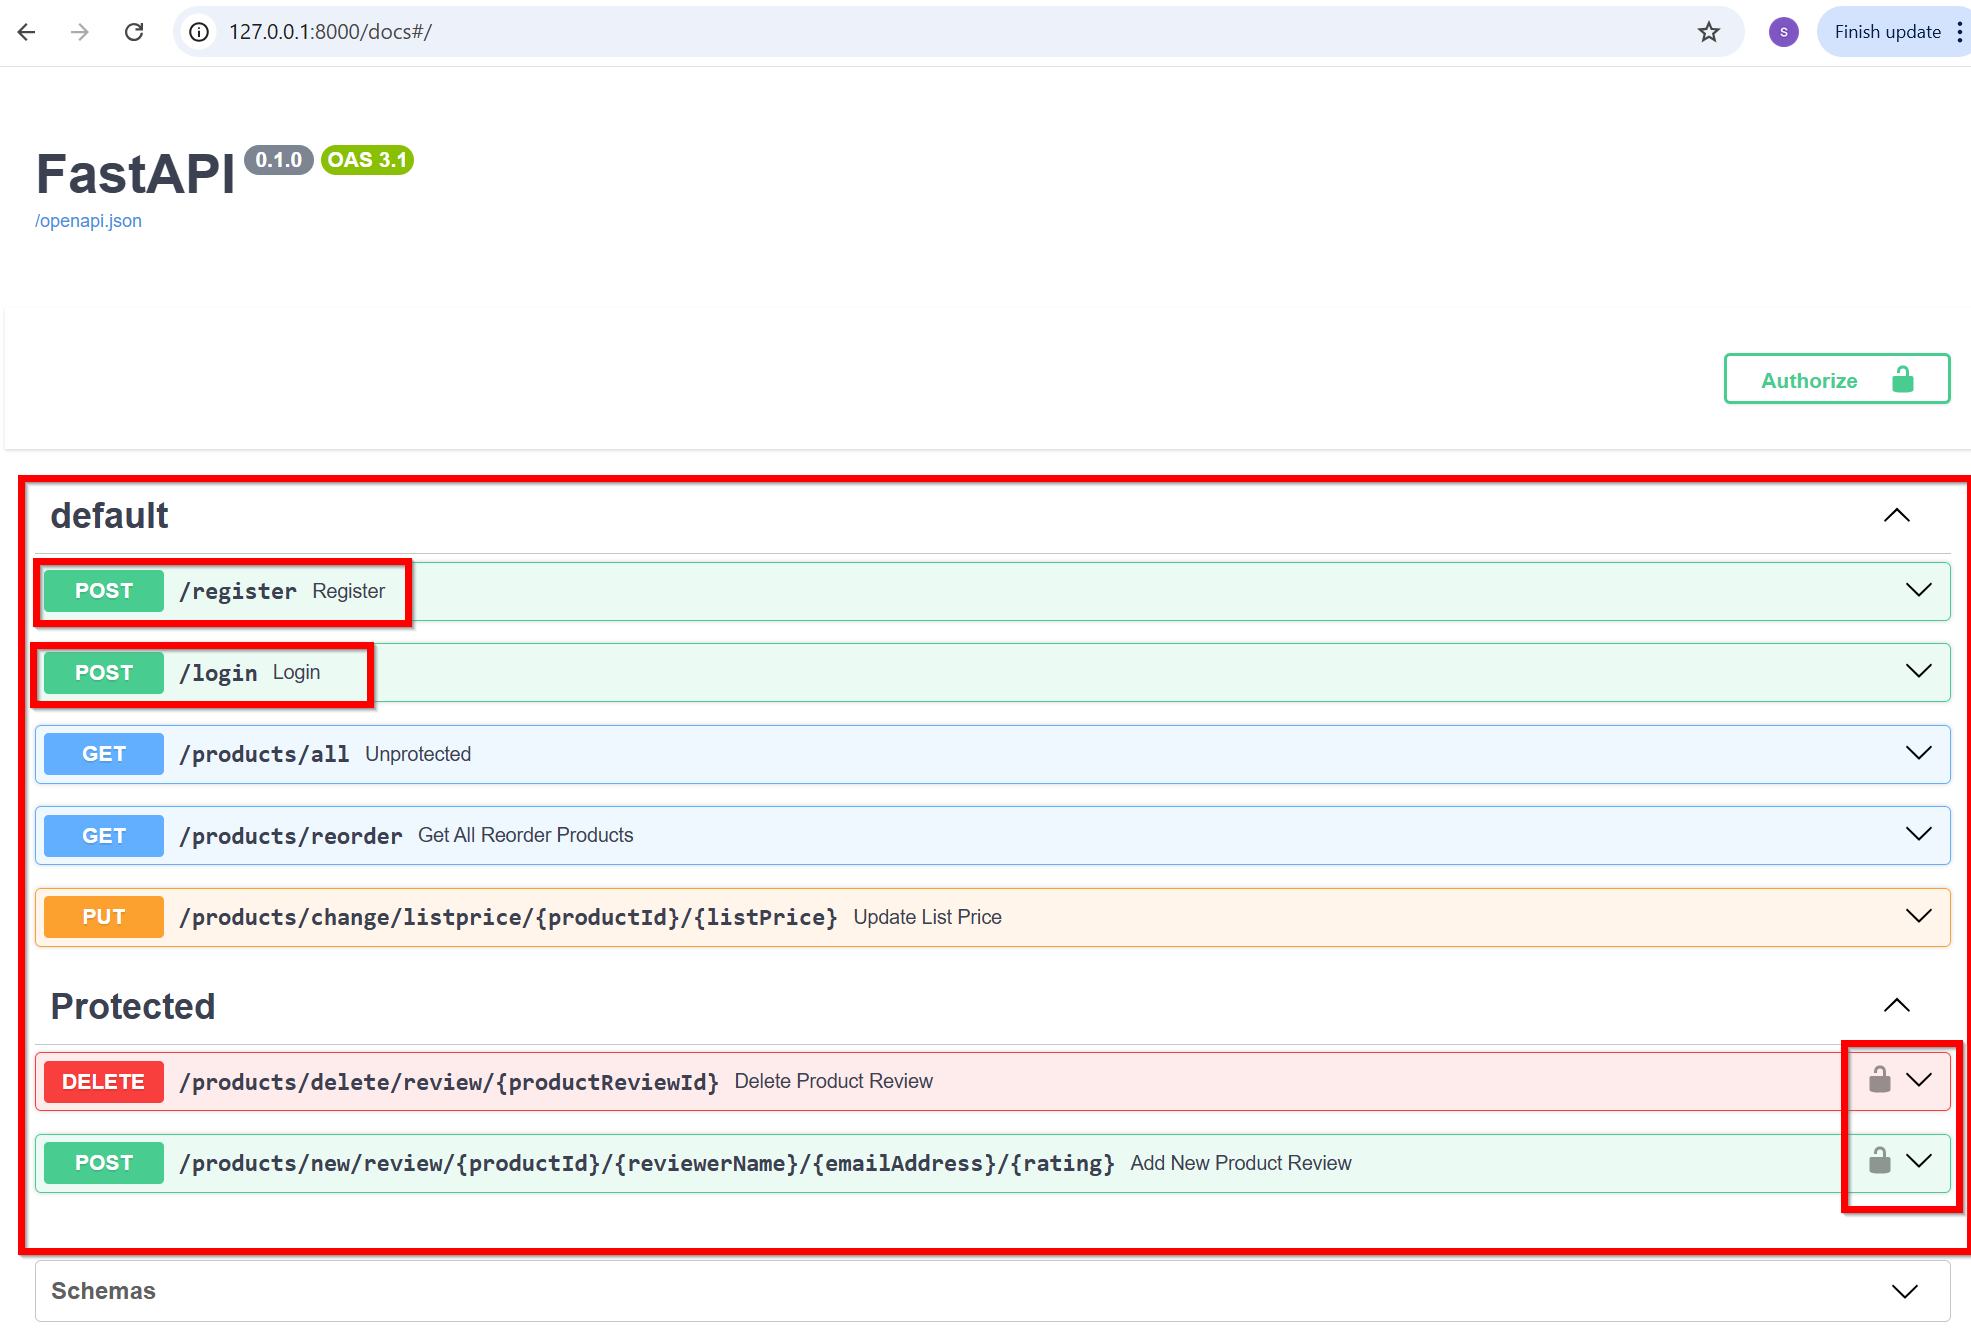 127.0.0.1:8000/docs#/ S Finish update
FastAPI 0.1.0 OAS 3.1
/openapi.json
Authorize
default
POST /register Register
POST /login Login
GET /products/all Unprotected
GET /products/reorder Get All Reorder Products
PUT /products/change/listprice/{productId}/{listPrice} Update List Price
Protected
DELETE /products/delete/review/{productReviewId} Delete Product Review
POST /products/new/review/{productId}/{reviewerName}/{emailAddress}/{rating} Add New Product Review
Schemas